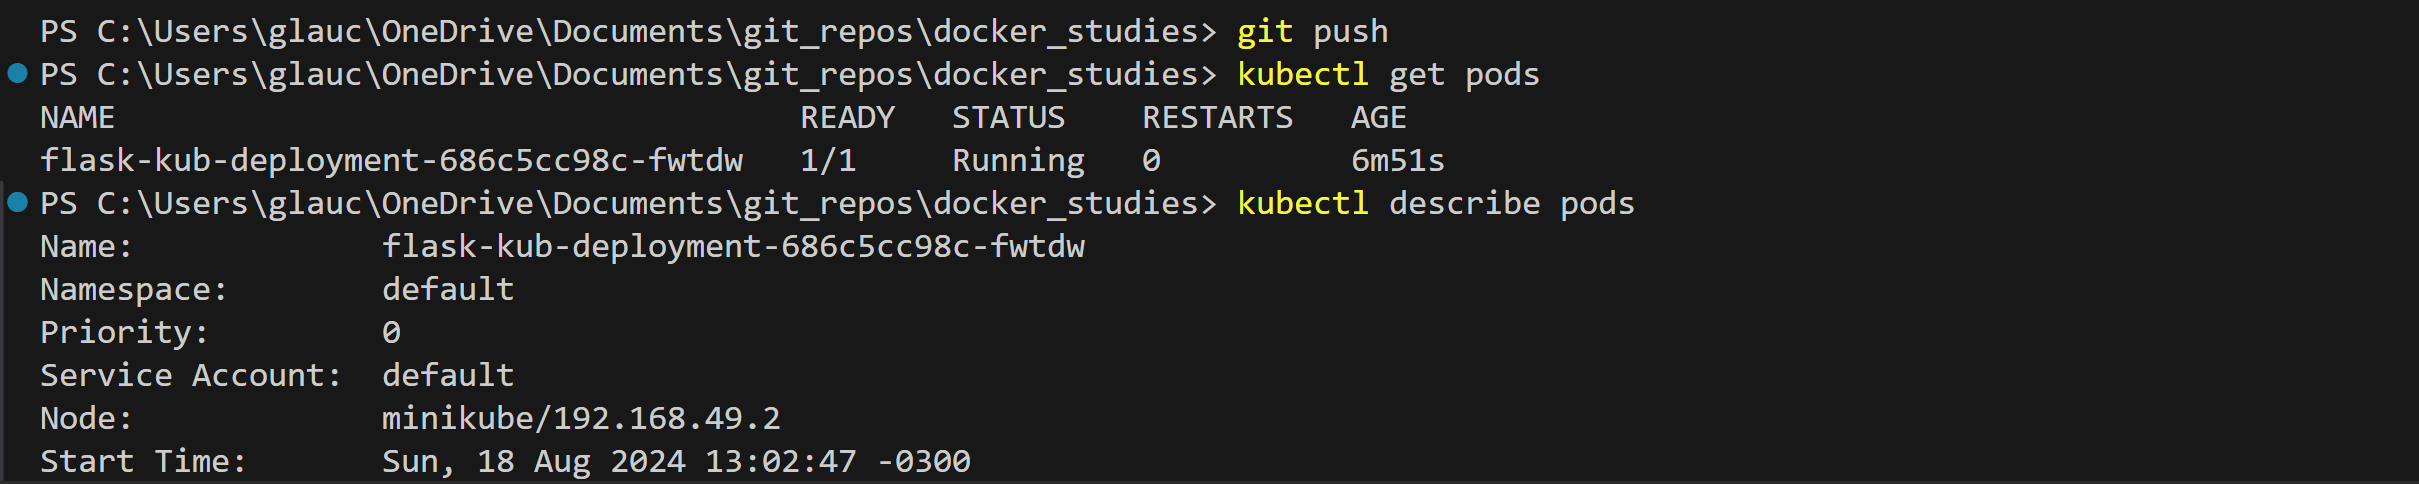 PS C:\Users\glauc\OneDrive\Documents\git_repos\docker_studies> git push
PS C:\Users\glauc\OneDrive\Documents\git_repos\docker_studies> kubectl get pods
NAME                                    READY   STATUS    RESTARTS   AGE
flask-kub-deployment-686c5cc98c-fwtdw   1/1     Running   0          6m51s
PS C:\Users\glauc\OneDrive\Documents\git_repos\docker_studies> kubectl describe pods
Name:             flask-kub-deployment-686c5cc98c-fwtdw
Namespace:        default
Priority:         0
Service Account:  default
Node:             minikube/192.168.49.2
Start Time:       Sun, 18 Aug 2024 13:02:47 -0300